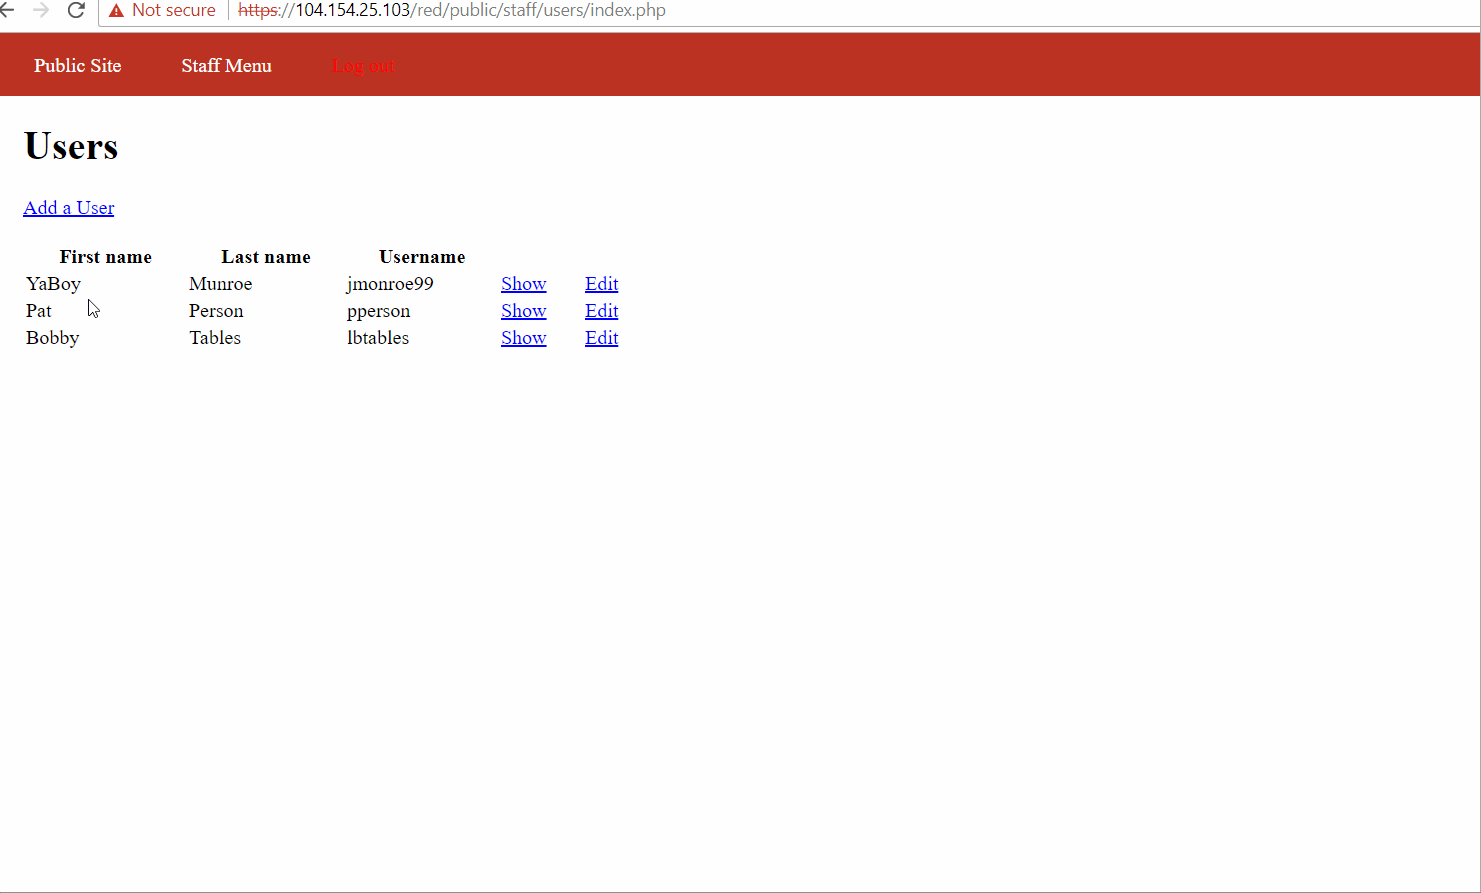 Not secure https://104.154.25.103/red/public/staff/users/index.php
Public Site Staff Menu Log out
Users
Add a User
First name Last name Username
YaBoy Munroe jmonroe99 Show Edit
Pat Person pperson Show Edit
Bobby Tables lbtables Show Edit